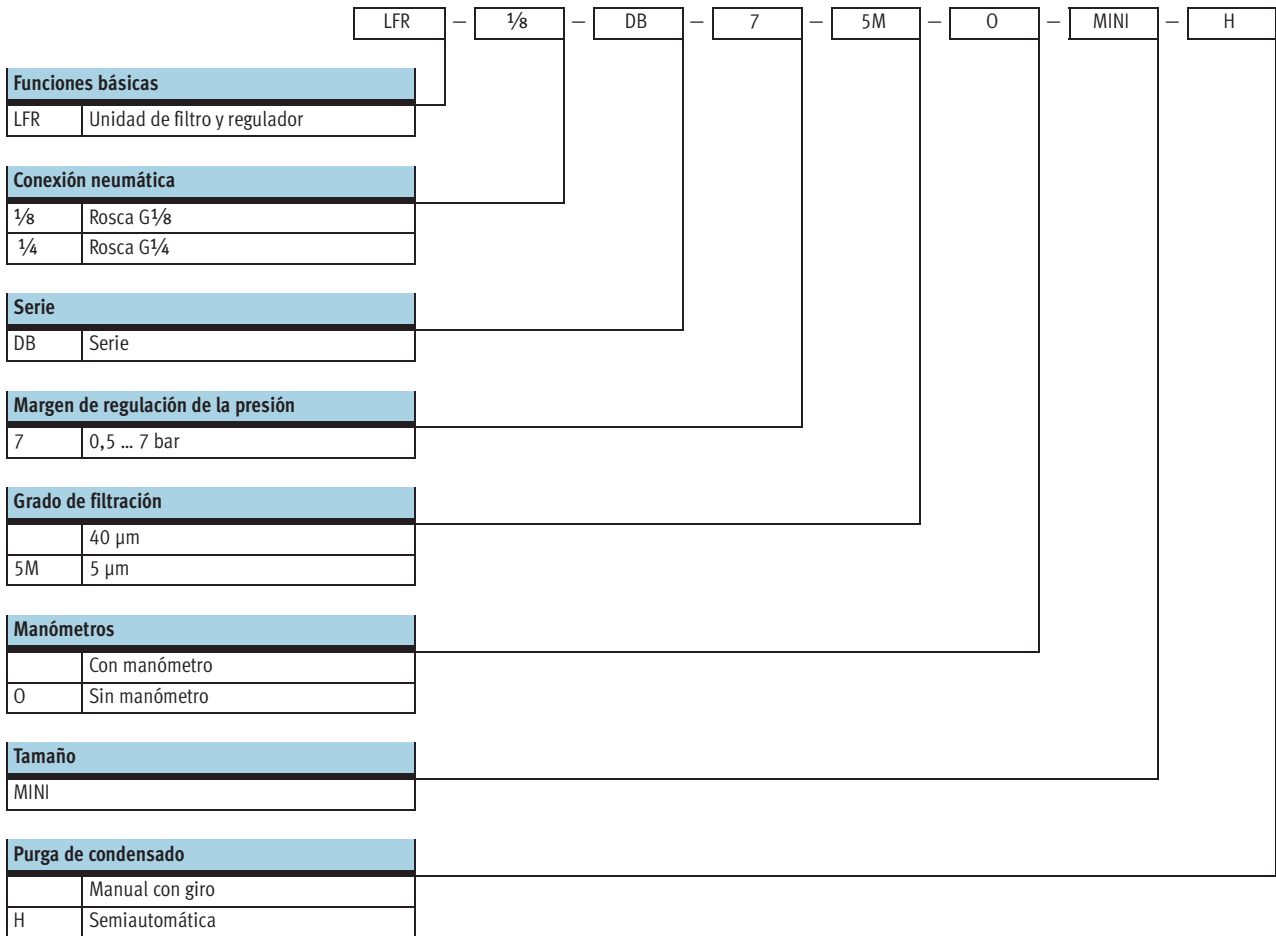 LFR – 1/8 – DB – 7 – 5M – O – MINI – H
Funciones básicas
LFR Unidad de filtro y regulador
Conexión neumática
1/8 Rosca G1/8
1/4 Rosca G1/4
Serie
DB Serie
Margen de regulación de la presión
7 0,5 ... 7 bar
Grado de filtración
40 µm
5M 5 µm
Manómetros
Con manómetro
O Sin manómetro
Tamaño
MINI
Purga de condensado
Manual con giro
H Semiautomática